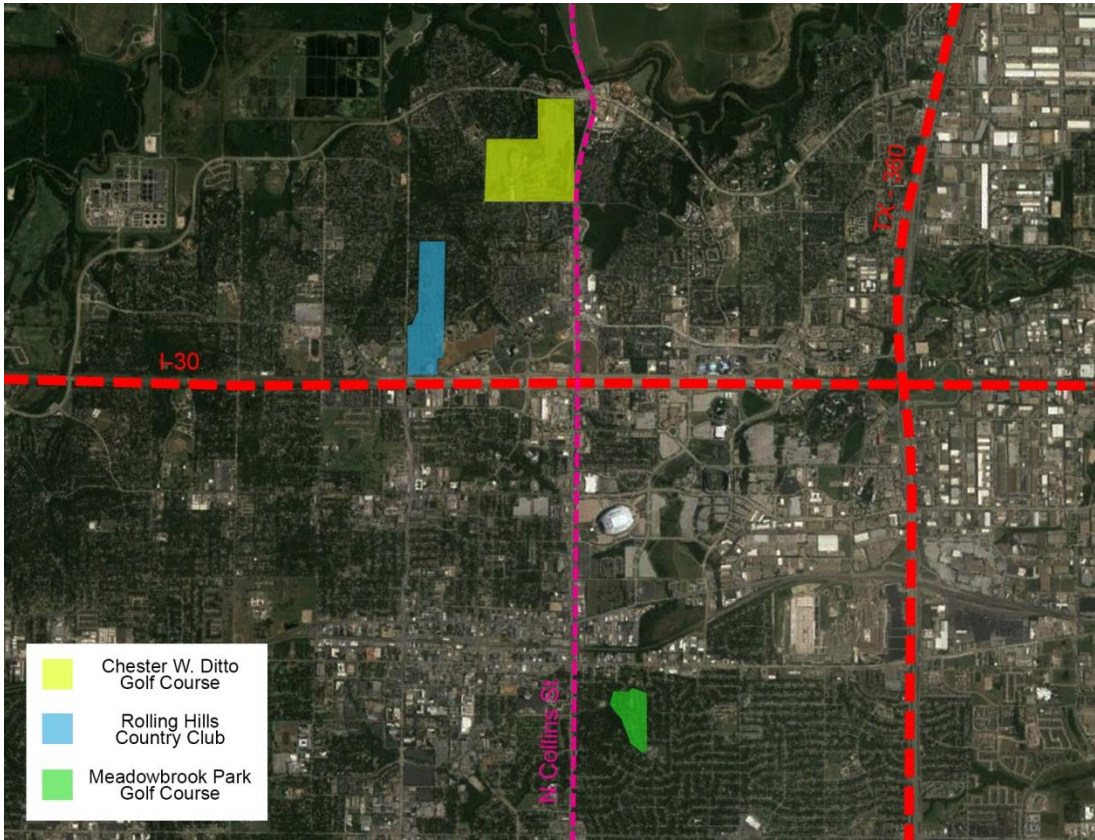 TX - 360
I-30
N Collins St
Chester W. Ditto
Golf Course
Rolling Hills
Country Club
Meadowbrook Park
Golf Course